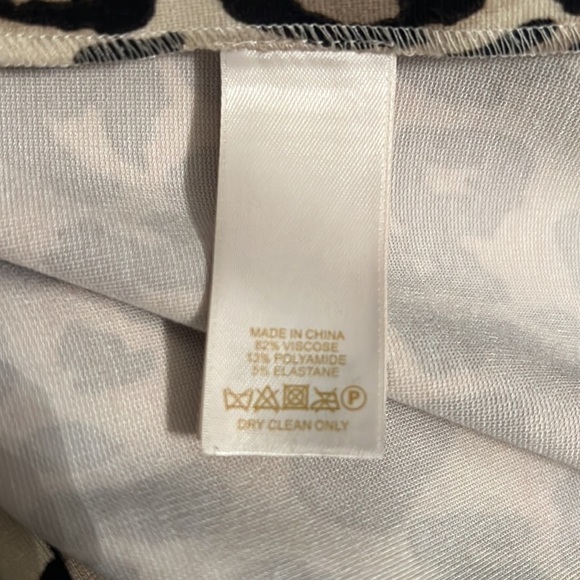 MADE IN CHINA
82% VISCOSE
13% POLYAMIDE
5% ELASTANE
P
DRY CLEAN ONLY